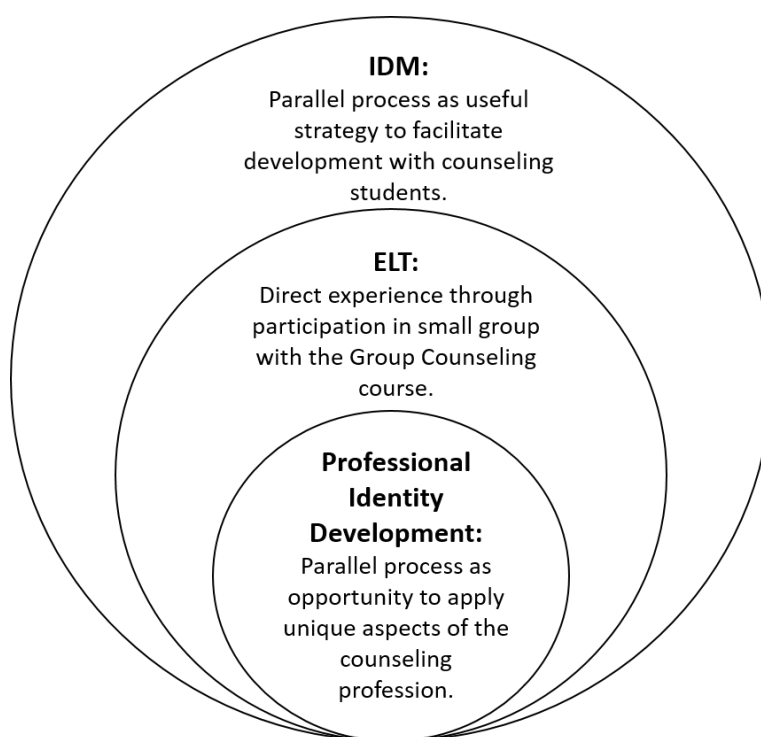 IDM:
Parallel process as useful
strategy to facilitate
development with counseling
students.
ELT:
Direct experience through
participation in small group
with the Group Counseling
course.
Professional
Identity
Development:
Parallel process as
opportunity to apply
unique aspects of the
counseling
profession.